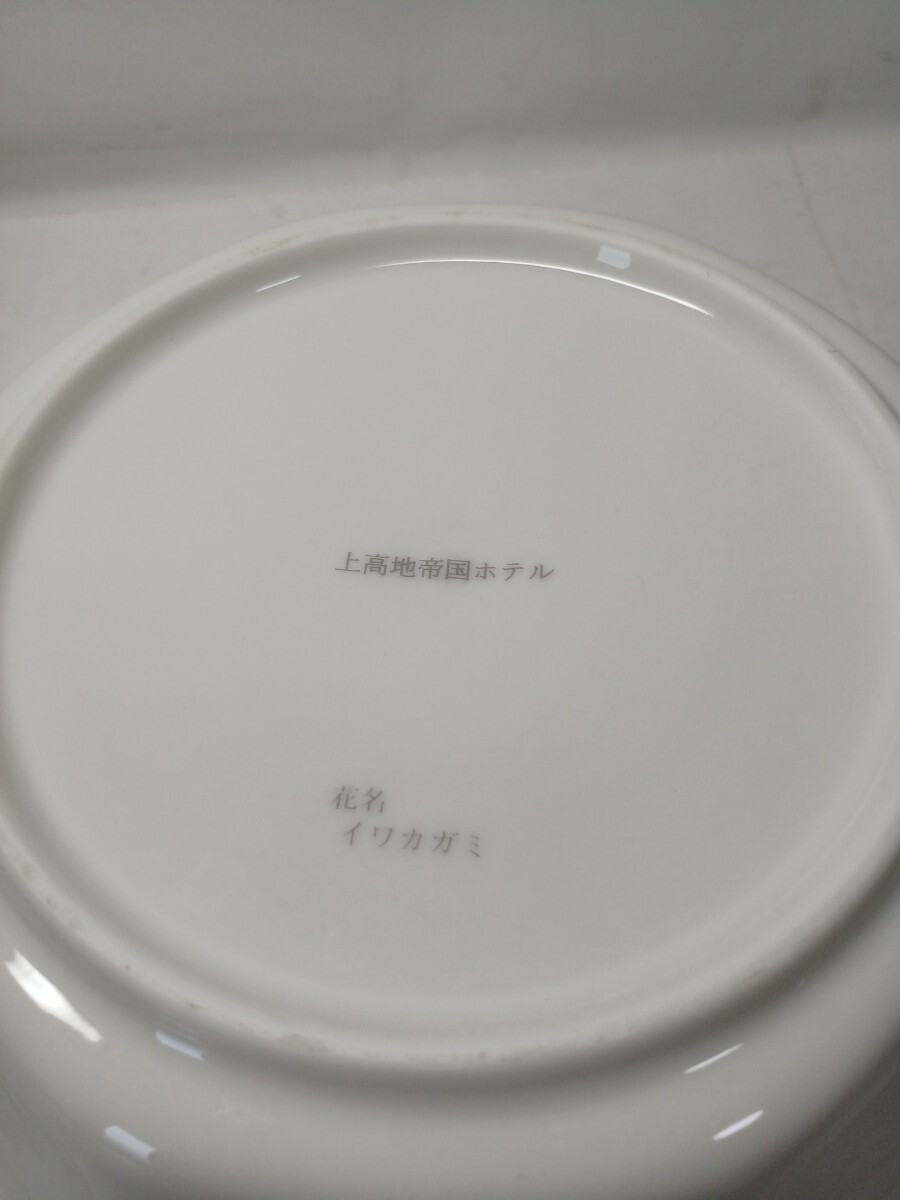 上高地帝国ホテル
花名
イワカガミ